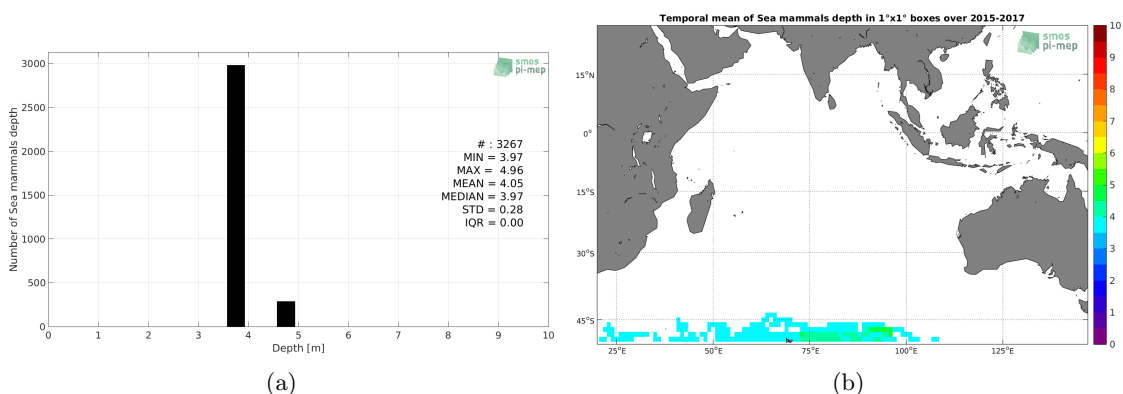 smos
pi-mep
Number of Sea mammals depth
3000
2500
2000
1500
1000
500
0
# : 3267
MIN = 3.97
MAX = 4.96
MEAN = 4.05
MEDIAN = 3.97
STD = 0.28
IQR = 0.00
0 1 2 3 4 5 6 7 8 9 10
Depth [m]
(a)
Temporal mean of Sea mammals depth in 1°x1° boxes over 2015-2017
smos
pi-mep
15°N
0°
15°S
30°S
45°S
25°E 50°E 75°E 100°E 125°E
10
9
8
7
6
5
4
3
2
1
0
(b)